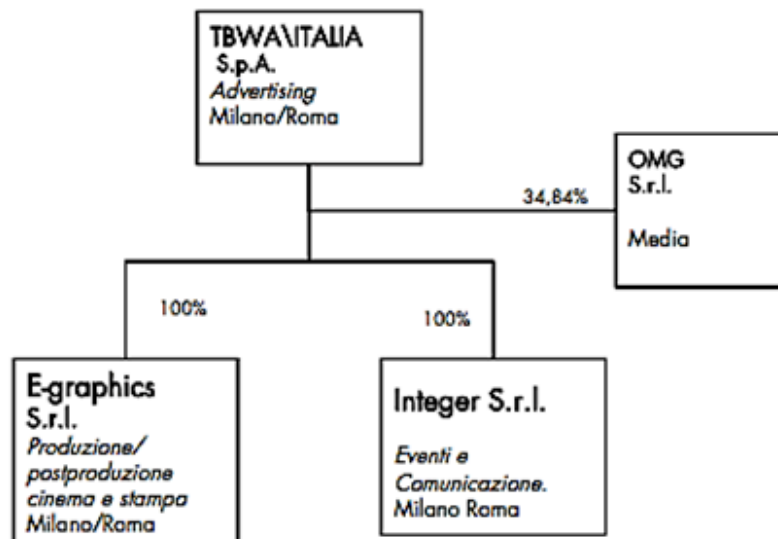 TBWA\ITALIA
S.p.A.
Advertising
Milano/Roma
34,84%
OMG
S.r.l.
Media
100%
100%
E-graphics
S.r.l.
Produzione/
postproduzione
cinema e stampa
Milano/Roma
Integer S.r.l.
Eventi e
Comunicazione.
Milano Roma